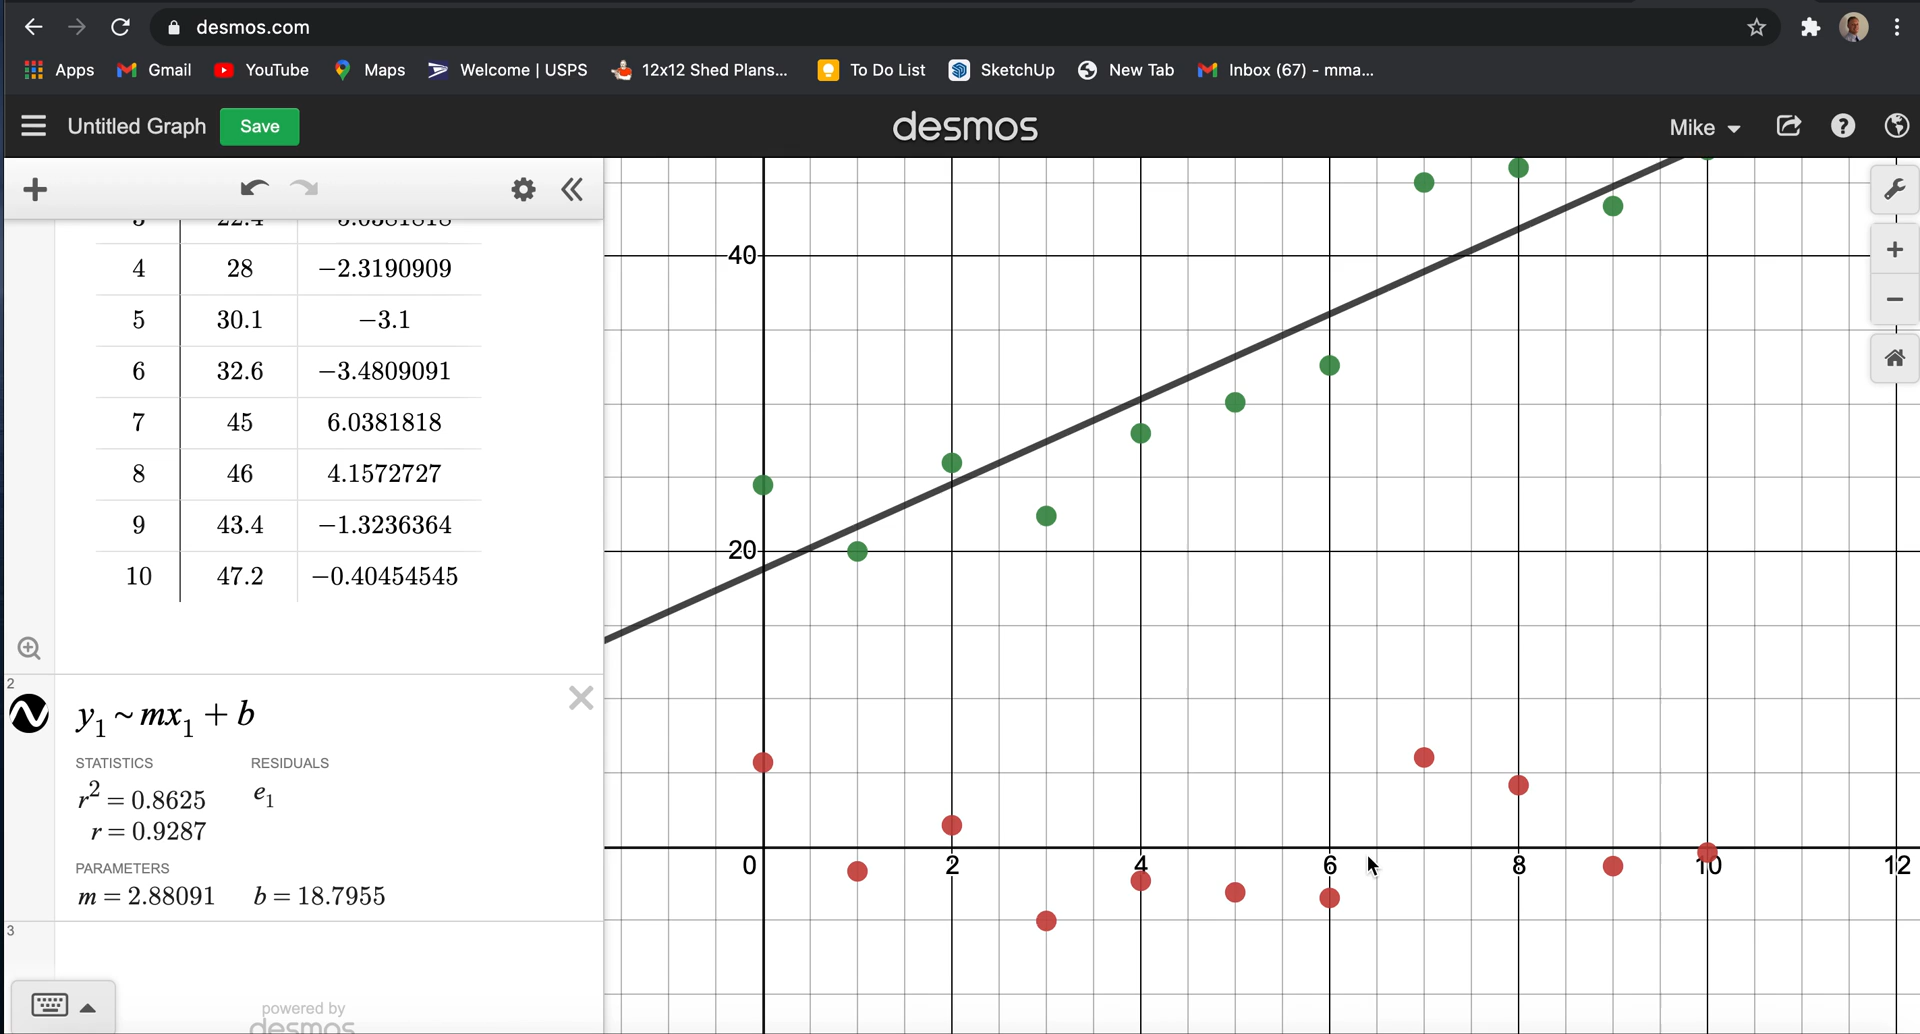 desmos.com
Apps Gmail YouTube Maps Welcome | USPS 12x12 Shed Plans... To Do List SketchUp New Tab Inbox (67) - mma...
Untitled Graph Save desmos Mike
3 22.4
4 28 −2.3190909
5 30.1 −3.1
6 32.6 −3.4809091
7 45 6.0381818
8 46 4.1572727
9 43.4 −1.3236364
10 47.2 −0.40454545
2
y₁ ~ mx₁ + b
STATISTICS RESIDUALS
r² = 0.8625 e₁
r = 0.9287
PARAMETERS
m = 2.88091 b = 18.7955
3
powered by
desmos
40
20
0 2 4 6 8 10 12